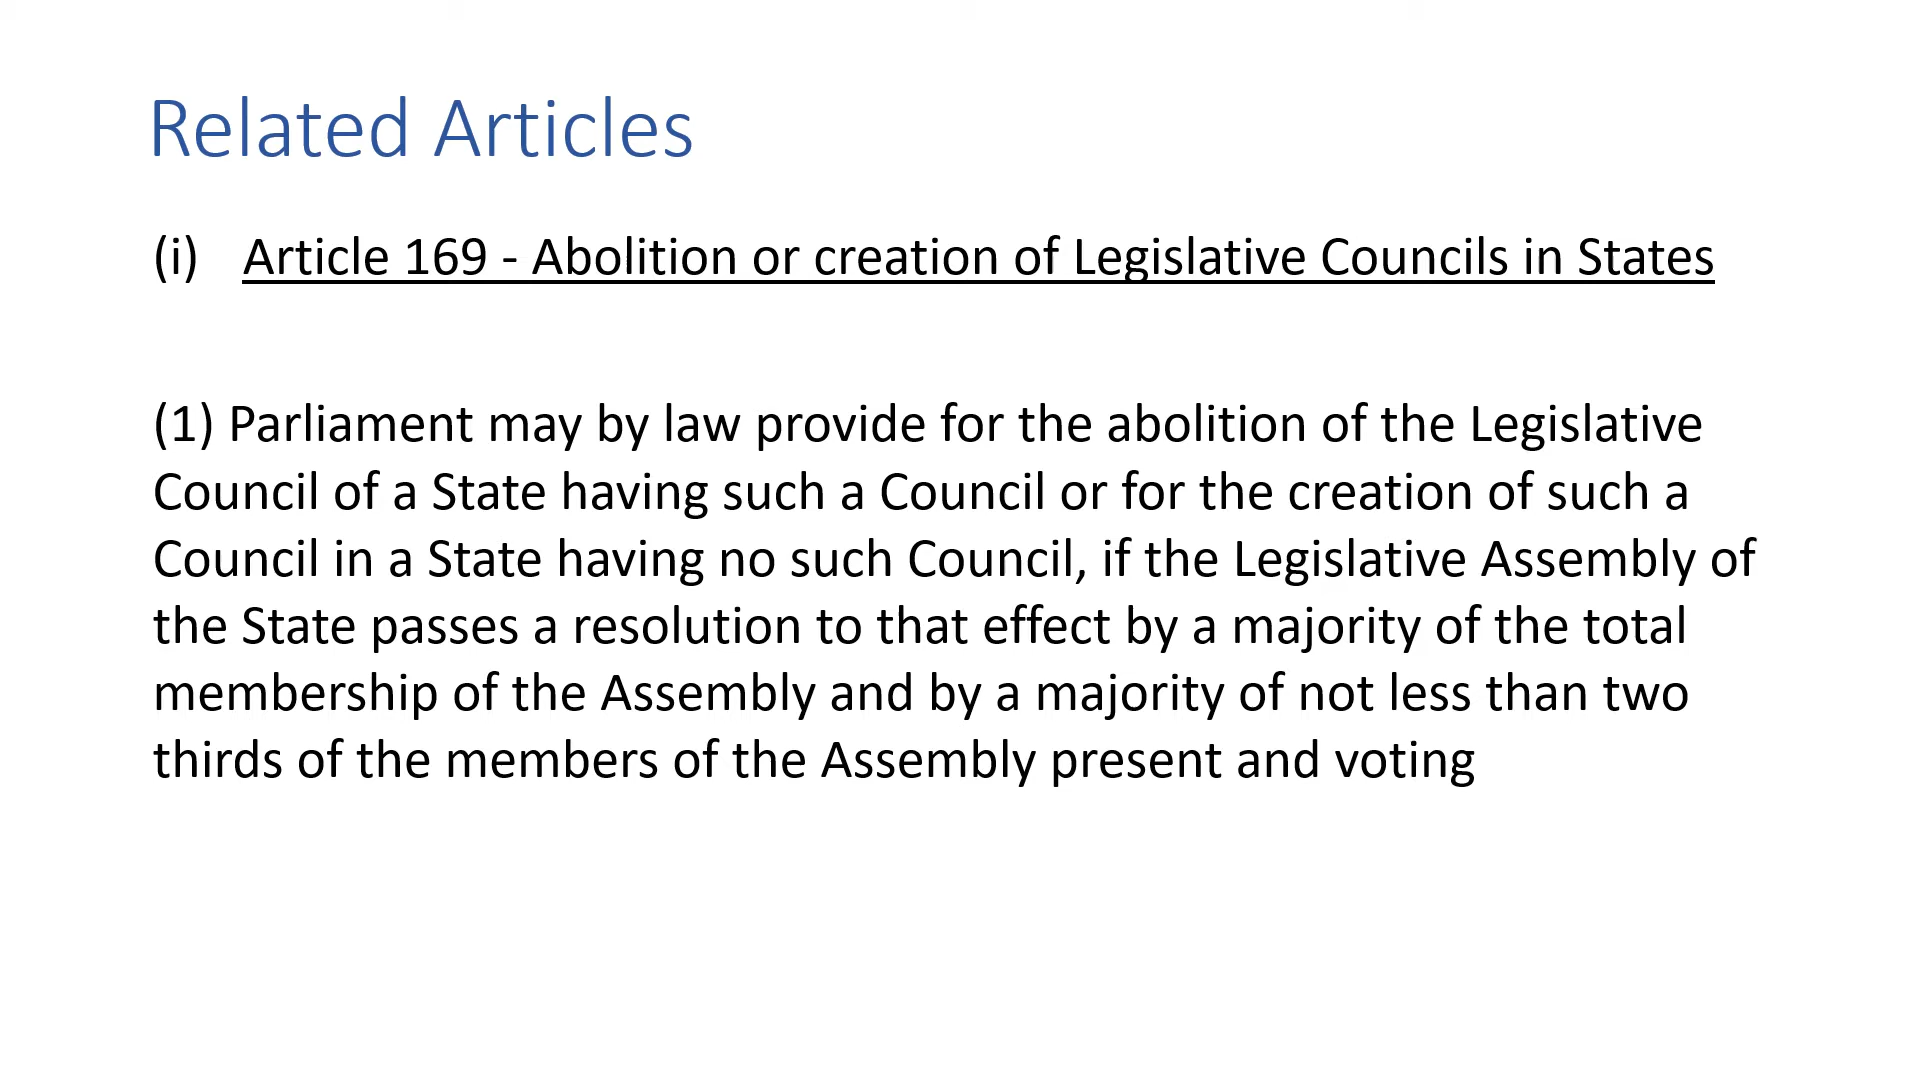 Related Articles
(i) Article 169 - Abolition or creation of Legislative Councils in States
(1) Parliament may by law provide for the abolition of the Legislative
Council of a State having such a Council or for the creation of such a
Council in a State having no such Council, if the Legislative Assembly of
the State passes a resolution to that effect by a majority of the total
membership of the Assembly and by a majority of not less than two
thirds of the members of the Assembly present and voting